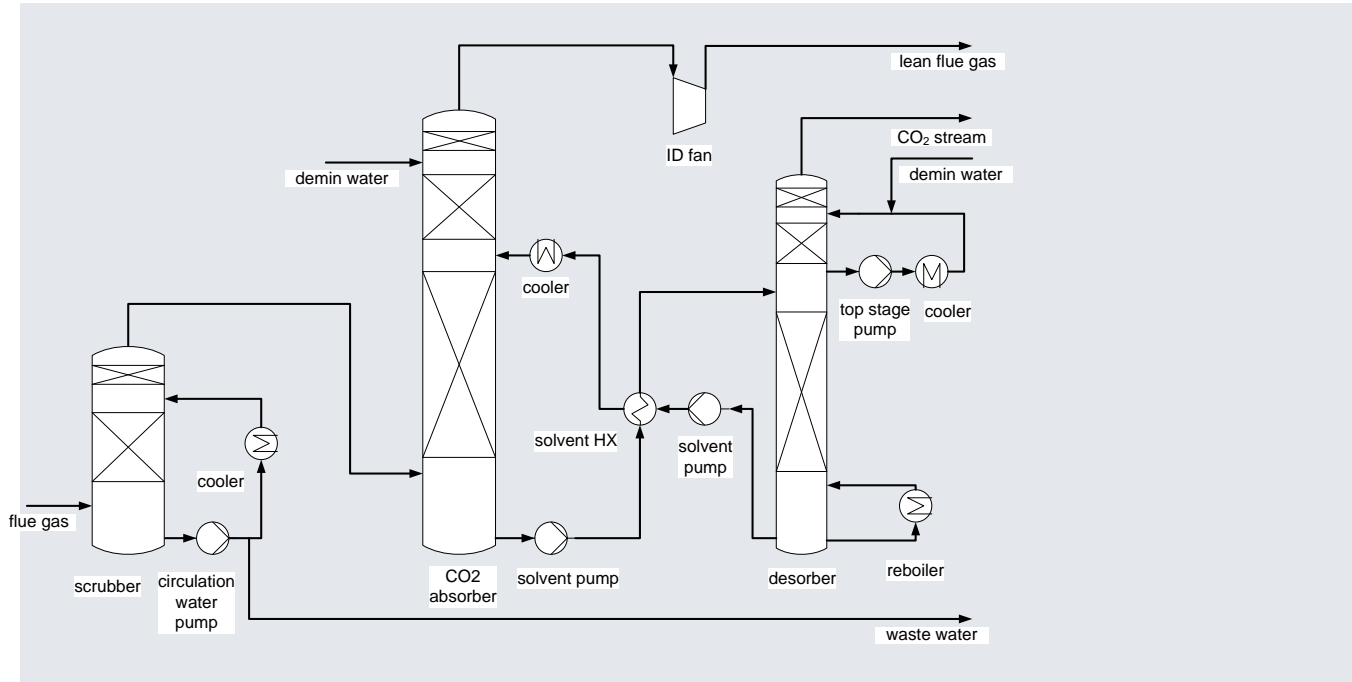 lean flue gas
CO₂ stream
ID fan
demin water
demin water
cooler
top stage
pump
cooler
solvent HX
solvent
pump
cooler
flue gas
scrubber
circulation
water
pump
CO2
absorber
solvent pump
desorber
reboiler
waste water